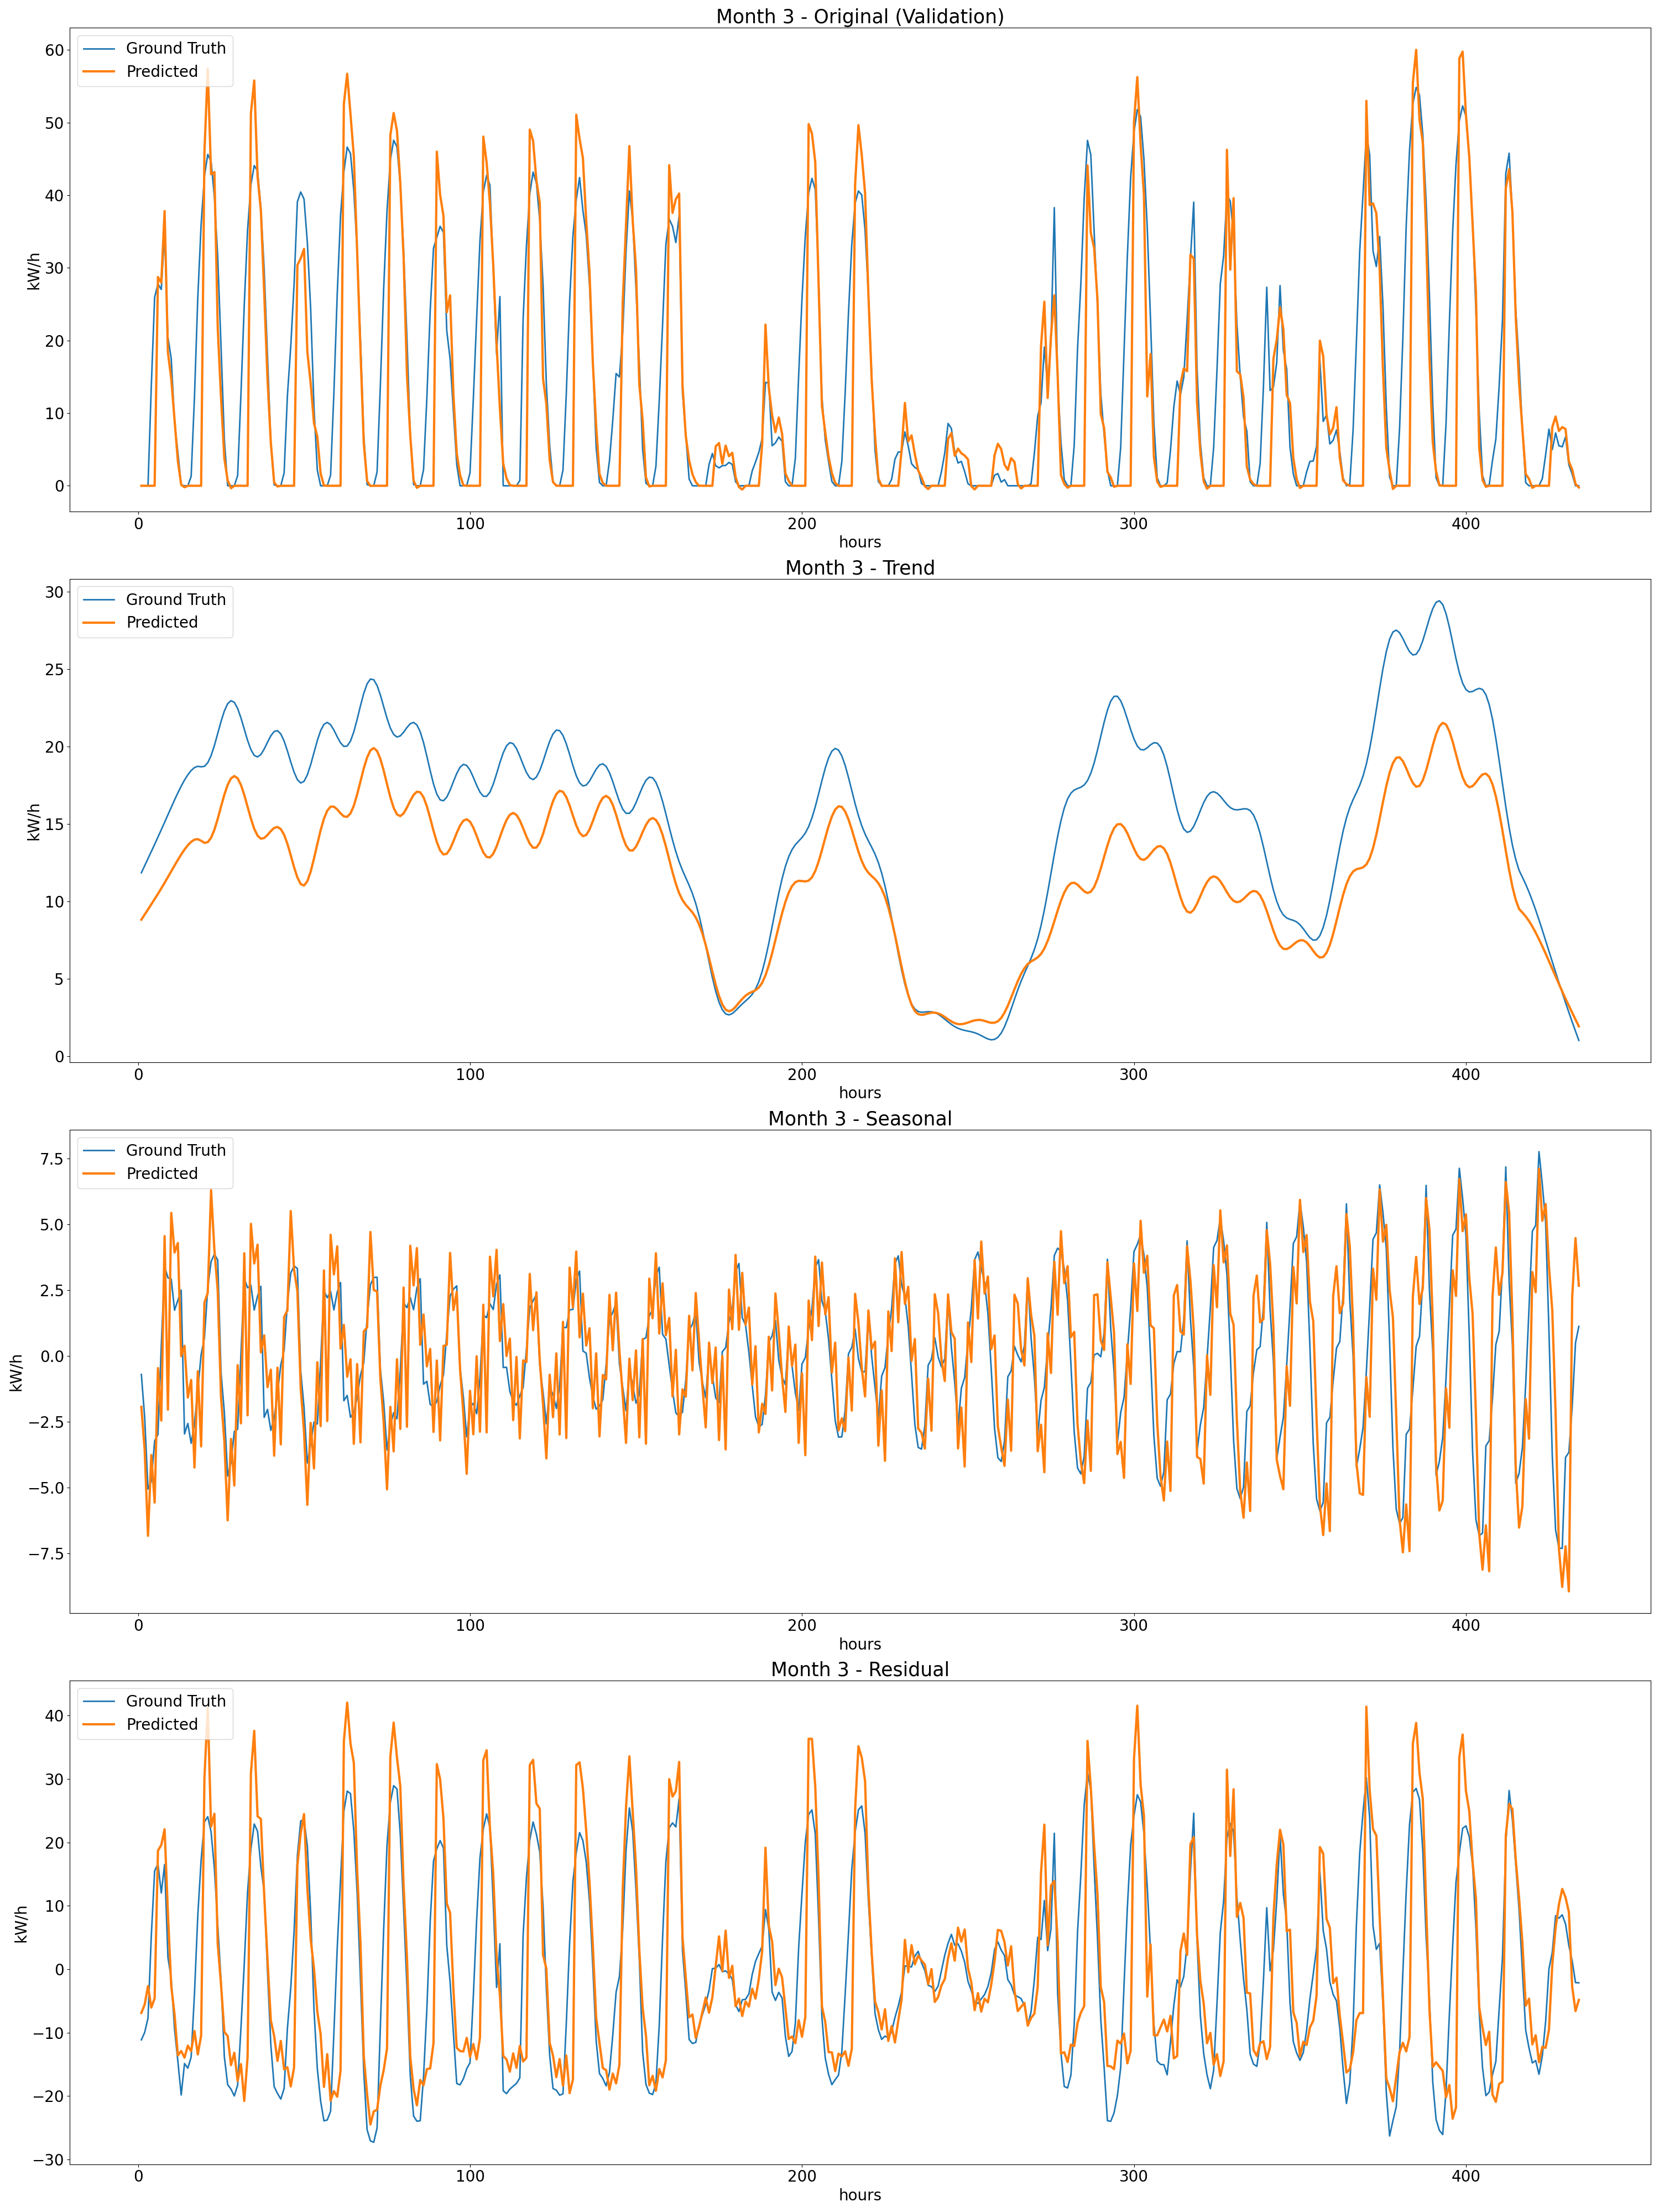 Month 3 - Original (Validation)
Ground Truth
Predicted
60
50
40
30
20
10
0
kW/h
0 100 200 300 400
hours
Month 3 - Trend
Ground Truth
Predicted
30
25
20
15
10
5
0
kW/h
0 100 200 300 400
hours
Month 3 - Seasonal
Ground Truth
Predicted
7.5
5.0
2.5
0.0
−2.5
−5.0
−7.5
kW/h
0 100 200 300 400
hours
Month 3 - Residual
Ground Truth
Predicted
40
30
20
10
0
−10
−20
−30
kW/h
0 100 200 300 400
hours